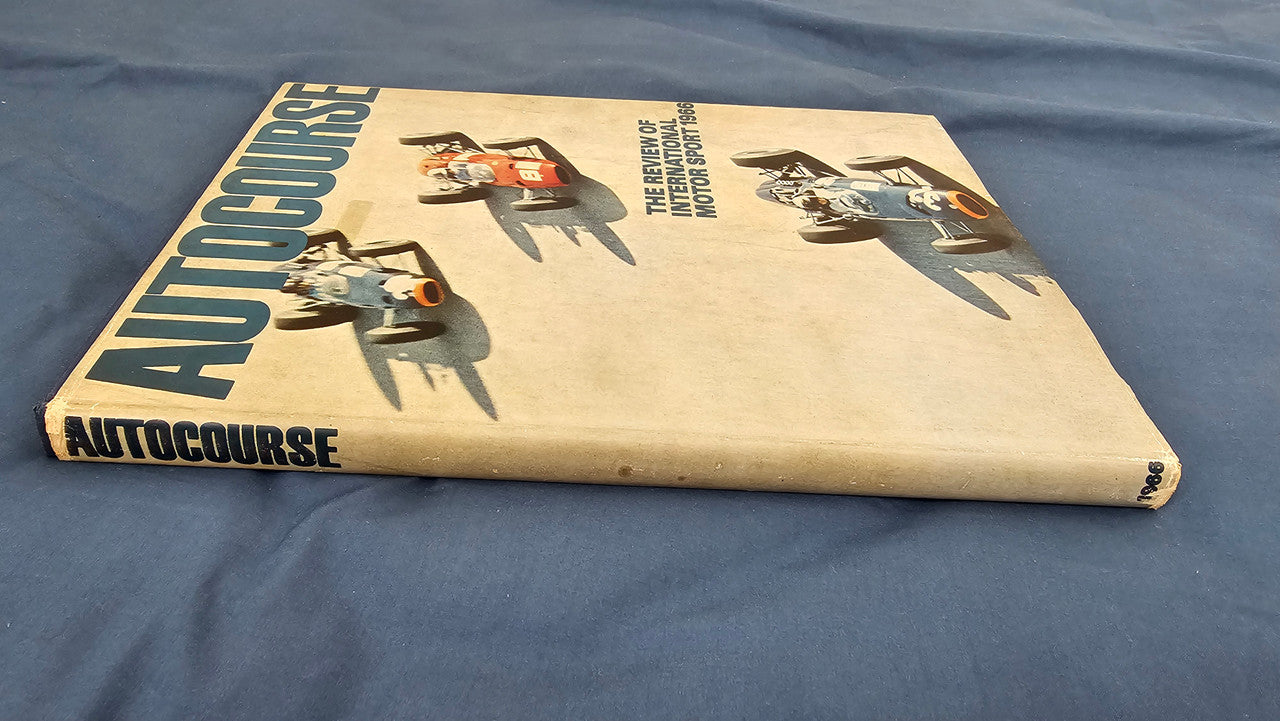 AUTOCOURSE
THE REVIEW OF
INTERNATIONAL
MOTOR SPORT 1966
AUTOCOURSE
1966